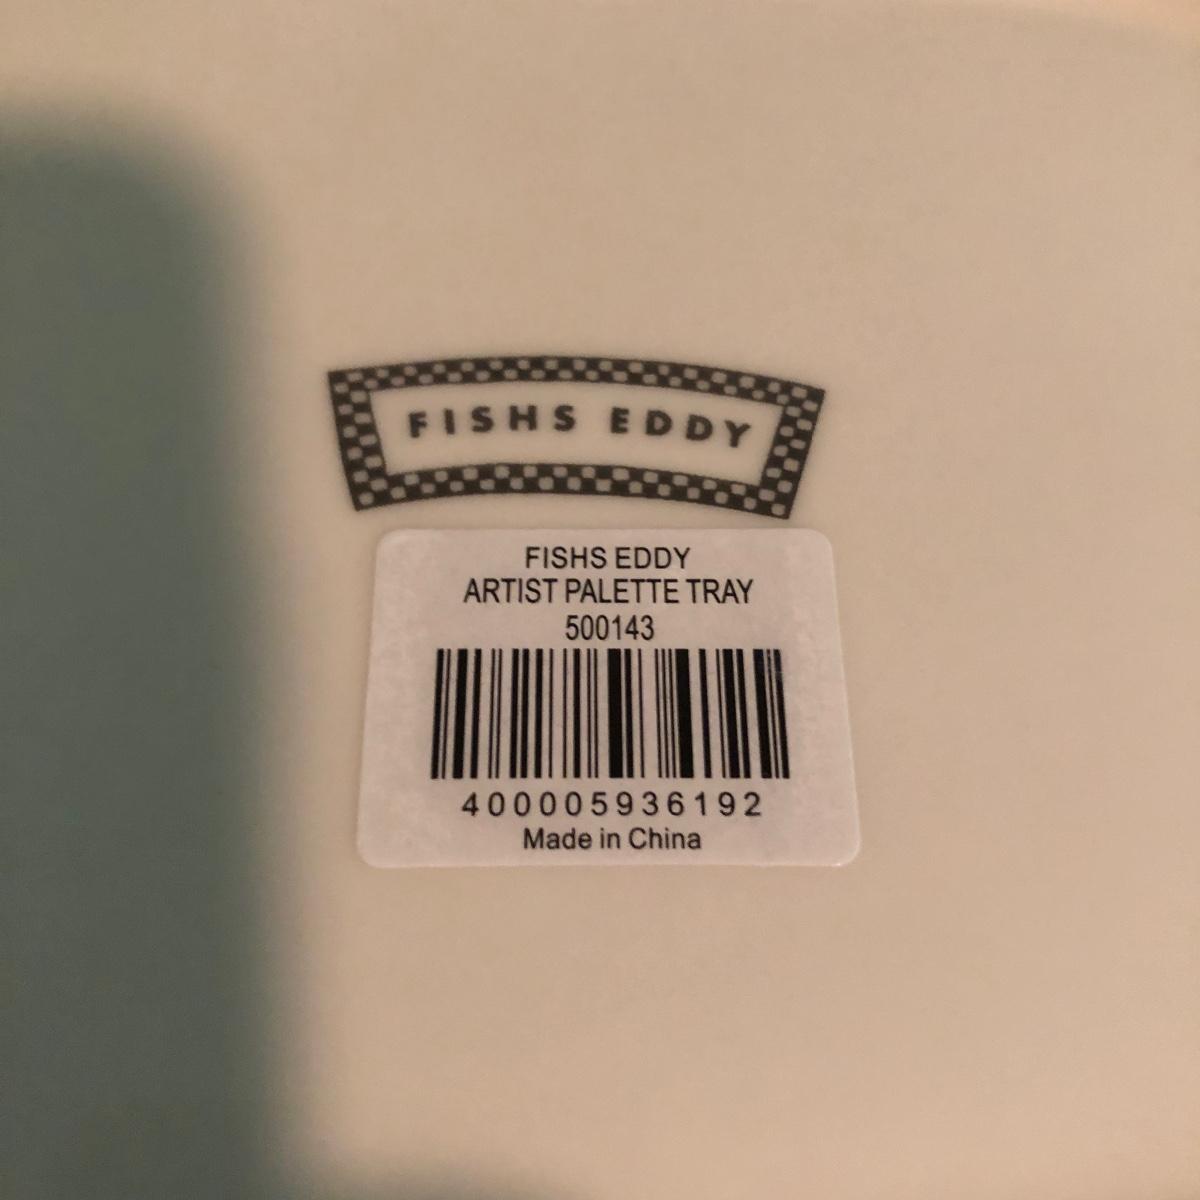 FISHS EDDY
FISHS EDDY
ARTIST PALETTE TRAY
500143
400005936192
Made in China